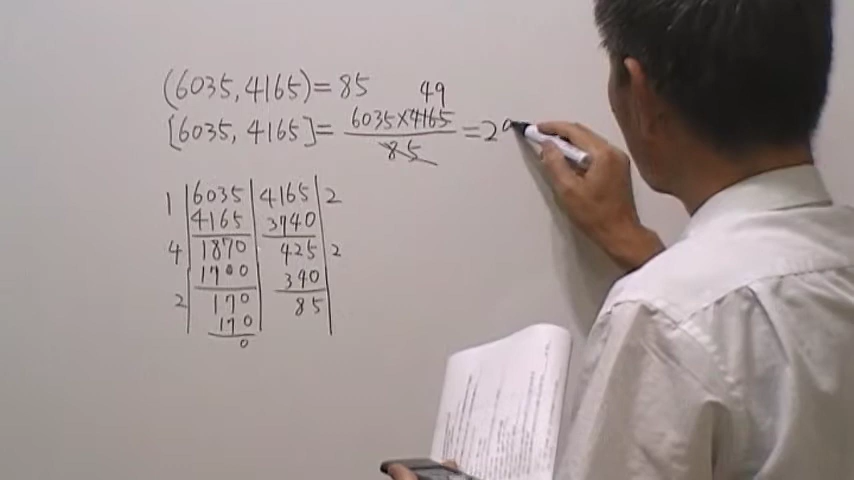 (6035, 4165) = 85
49
[6035, 4165] = 6035×4165 / 85 = 29
1 | 6035 | 4165 | 2
4165 | 3740
4 | 1870 | 425 | 2
1700 | 340
2 | 170 | 85
170
0